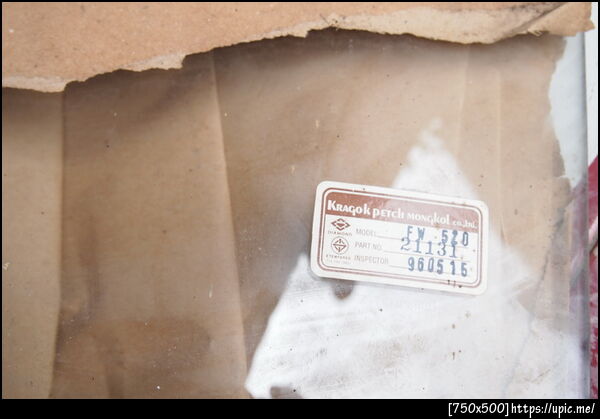 Kragok petch mongkol co.,ltd.
DIAMOND
MODEL FW 520
PART NO. 21131
INSPECTOR 960515
[750x500]https://upic.me/